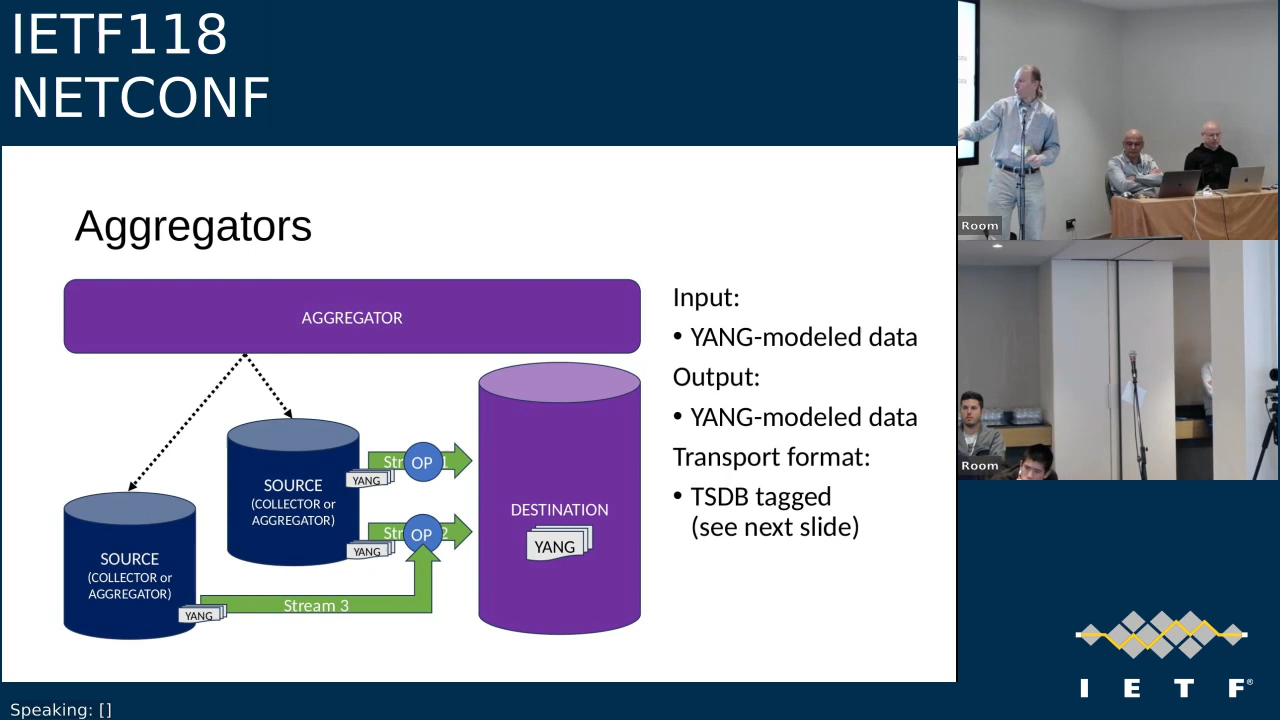 IETF118
NETCONF
Aggregators
AGGREGATOR
SOURCE
(COLLECTOR or
AGGREGATOR)
YANG
OP
YANG
OP
SOURCE
(COLLECTOR or
AGGREGATOR)
YANG
Stream 3
DESTINATION
YANG
Input:
• YANG-modeled data
Output:
• YANG-modeled data
Transport format:
• TSDB tagged
(see next slide)
Room
Room
I E T F®
Speaking: []